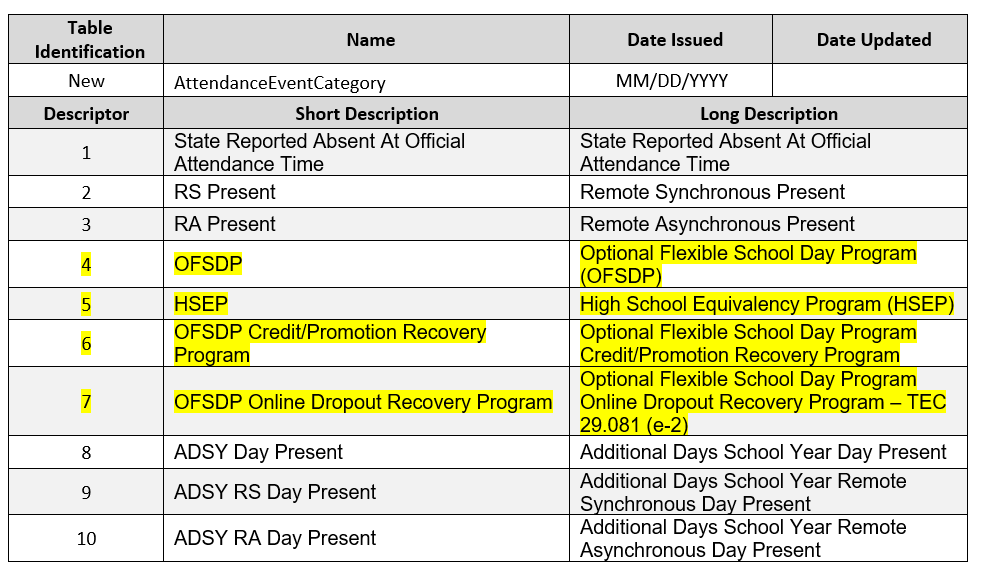 Table Identification Name Date Issued Date Updated
New AttendanceEventCategory MM/DD/YYYY
Descriptor Short Description Long Description
1 State Reported Absent At Official Attendance Time State Reported Absent At Official Attendance Time
2 RS Present Remote Synchronous Present
3 RA Present Remote Asynchronous Present
4 OFSDP Optional Flexible School Day Program (OFSDP)
5 HSEP High School Equivalency Program (HSEP)
6 OFSDP Credit/Promotion Recovery Program Optional Flexible School Day Program Credit/Promotion Recovery Program
7 OFSDP Online Dropout Recovery Program Optional Flexible School Day Program Online Dropout Recovery Program – TEC 29.081 (e-2)
8 ADSY Day Present Additional Days School Year Day Present
9 ADSY RS Day Present Additional Days School Year Remote Synchronous Day Present
10 ADSY RA Day Present Additional Days School Year Remote Asynchronous Day Present